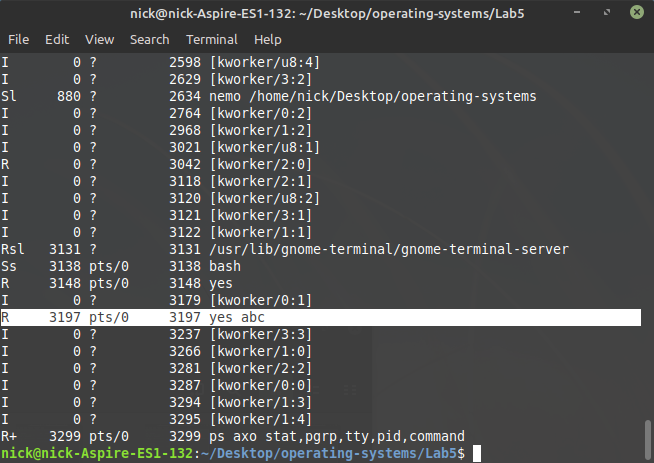 nick@nick-Aspire-ES1-132: ~/Desktop/operating-systems/Lab5
File Edit View Search Terminal Help
I 0 ? 2598 [kworker/u8:4]
I 0 ? 2629 [kworker/3:2]
Sl 880 ? 2634 nemo /home/nick/Desktop/operating-systems
I 0 ? 2764 [kworker/0:2]
I 0 ? 2968 [kworker/1:2]
I 0 ? 3021 [kworker/u8:1]
R 0 ? 3042 [kworker/2:0]
I 0 ? 3118 [kworker/2:1]
I 0 ? 3120 [kworker/u8:2]
I 0 ? 3121 [kworker/3:1]
I 0 ? 3122 [kworker/1:1]
Rsl 3131 ? 3131 /usr/lib/gnome-terminal/gnome-terminal-server
Ss 3138 pts/0 3138 bash
R 3148 pts/0 3148 yes
I 0 ? 3179 [kworker/0:1]
R 3197 pts/0 3197 yes abc
I 0 ? 3237 [kworker/3:3]
I 0 ? 3266 [kworker/1:0]
I 0 ? 3281 [kworker/2:2]
I 0 ? 3287 [kworker/0:0]
I 0 ? 3294 [kworker/1:3]
I 0 ? 3295 [kworker/1:4]
R+ 3299 pts/0 3299 ps axo stat,pgrp,tty,pid,command
nick@nick-Aspire-ES1-132:~/Desktop/operating-systems/Lab5$